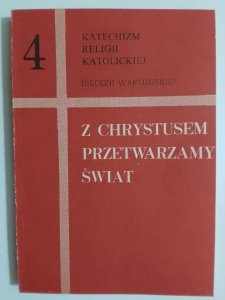 4
KATECHIZM
RELIGII
KATOLICKIEJ
DIECEZJI WARMIŃSKIEJ
Z CHRYSTUSEM
PRZETWARZAMY
ŚWIAT